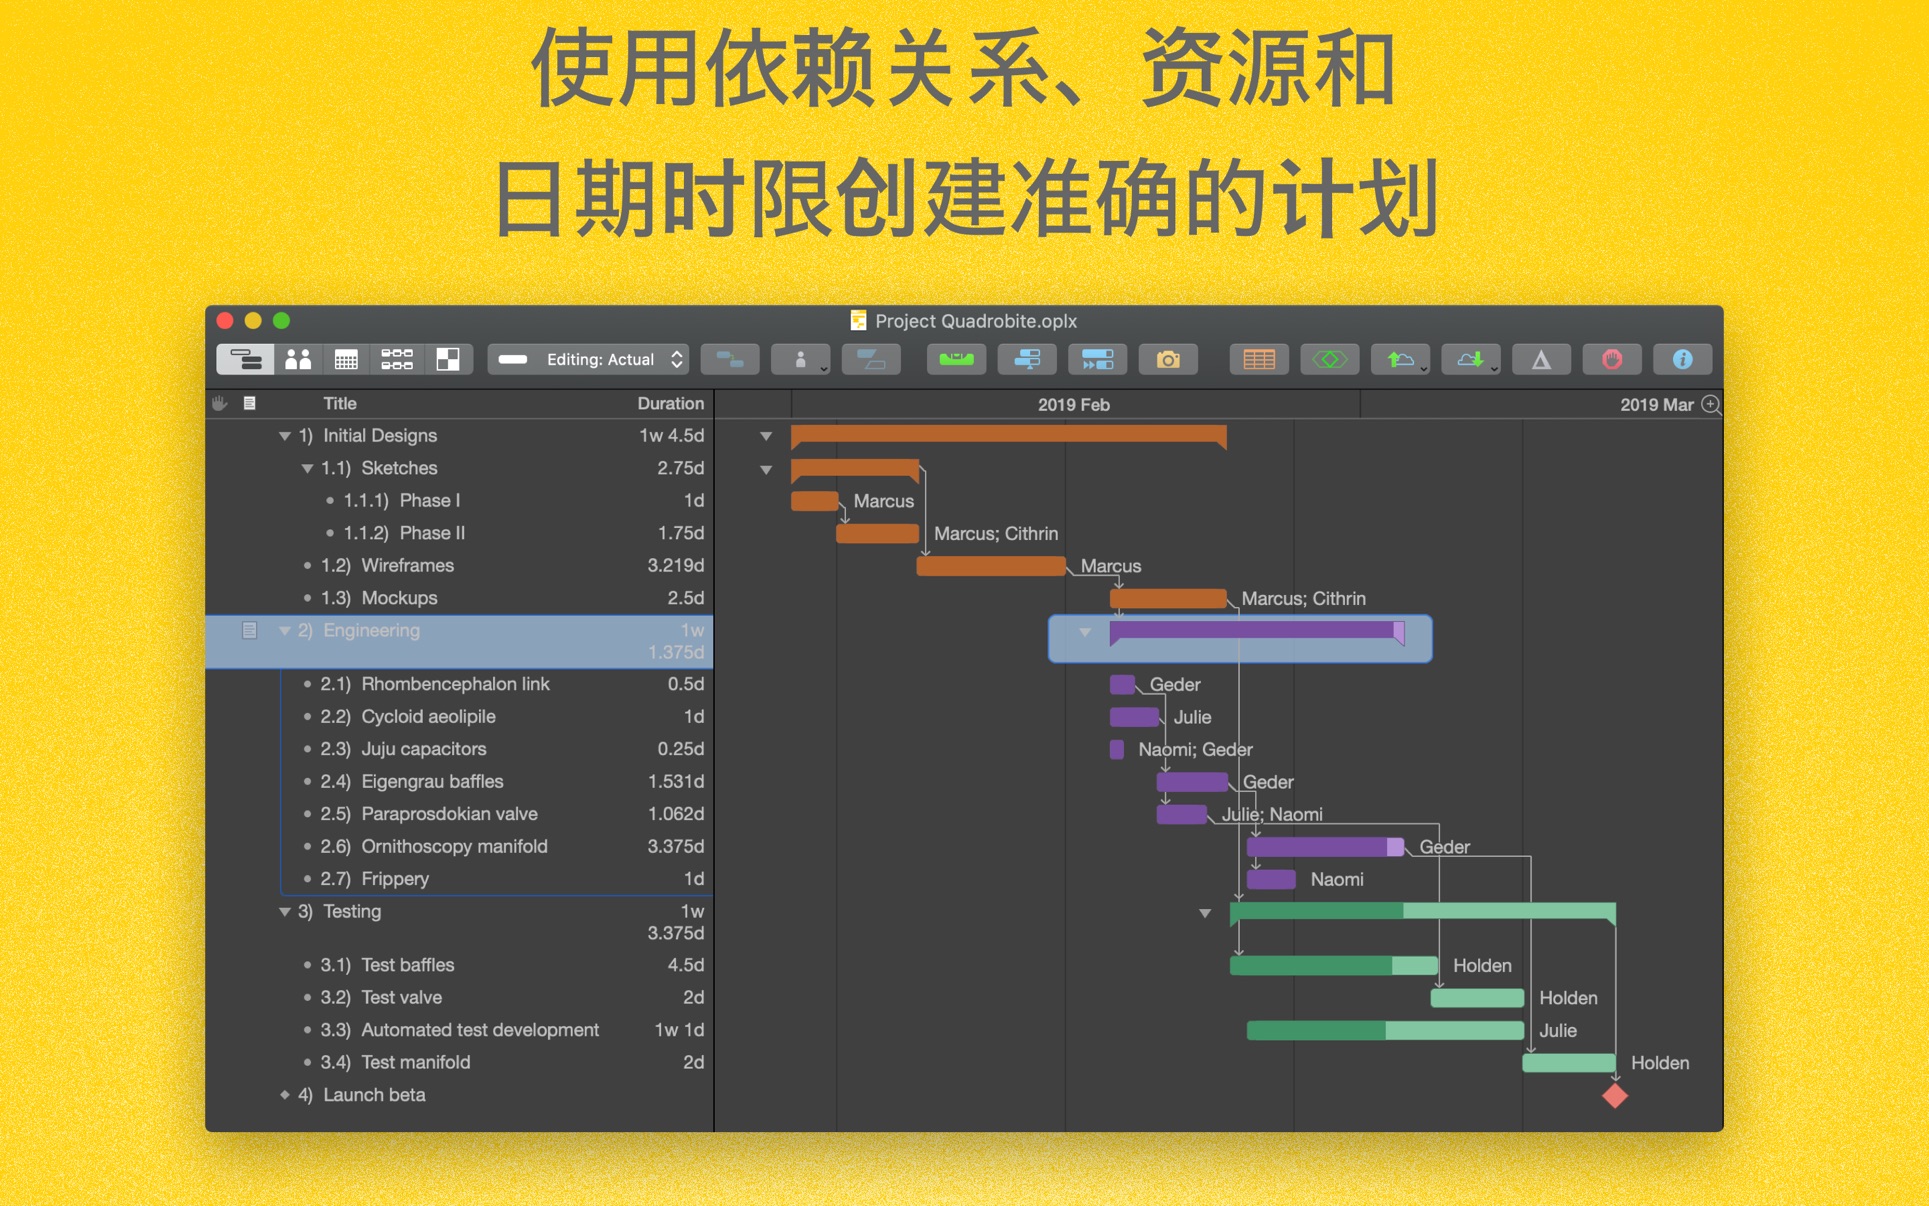 使用依赖关系、资源和
日期时限创建准确的计划
Project Quadrobite.oplx
Editing: Actual
Title Duration 2019 Feb 2019 Mar
1) Initial Designs 1w 4.5d
1.1) Sketches 2.75d
1.1.1) Phase I 1d Marcus
1.1.2) Phase II 1.75d Marcus; Cithrin
1.2) Wireframes 3.219d Marcus
1.3) Mockups 2.5d Marcus; Cithrin
2) Engineering 1w
1.375d
2.1) Rhombencephalon link 0.5d Geder
2.2) Cycloid aeolipile 1d Julie
2.3) Juju capacitors 0.25d Naomi; Geder
2.4) Eigengrau baffles 1.531d Geder
2.5) Paraprosdokian valve 1.062d Julie; Naomi
2.6) Ornithoscopy manifold 3.375d Geder
2.7) Frippery 1d Naomi
3) Testing 1w
3.375d
3.1) Test baffles 4.5d Holden
3.2) Test valve 2d Holden
3.3) Automated test development 1w 1d Julie
3.4) Test manifold 2d Holden
4) Launch beta